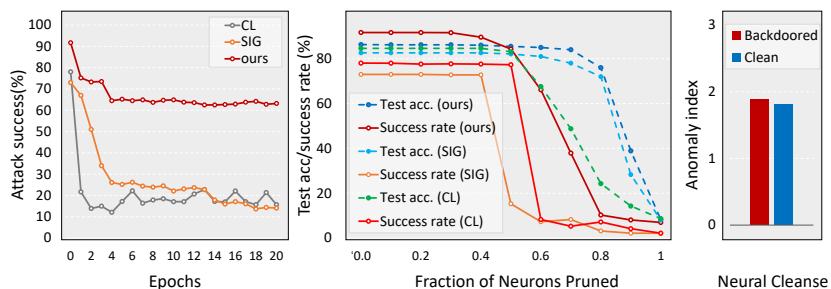 100
90
80
70
60
50
40
30
20
10
0
Attack success(%)
CL
SIG
ours
0 2 4 6 8 10 12 14 16 18 20
Epochs
80
60
40
20
0
Test acc/success rate (%)
Test acc. (ours)
Success rate (ours)
Test acc. (SIG)
Success rate (SIG)
Test acc. (CL)
Success rate (CL)
0.0 0.2 0.4 0.6 0.8 1
Fraction of Neurons Pruned
3
2
1
0
Anomaly index
Backdoored
Clean
Neural Cleanse